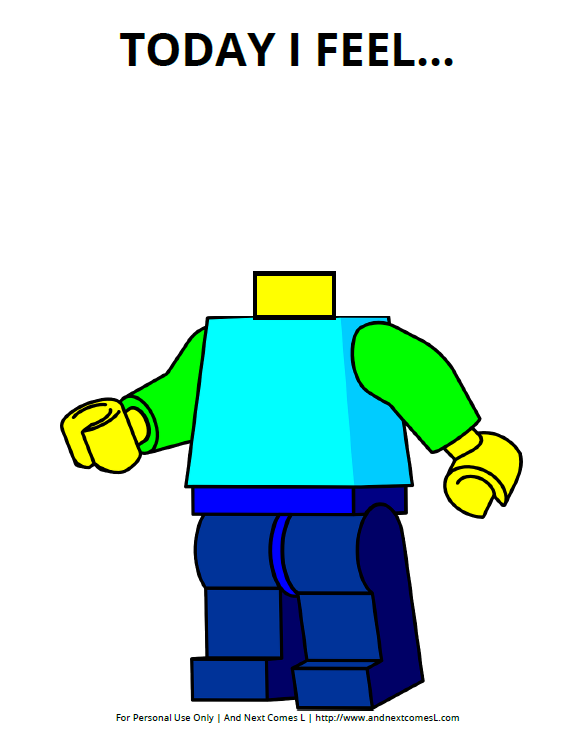 TODAY I FEEL...
For Personal Use Only | And Next Comes L | http://www.andnextcomesL.com